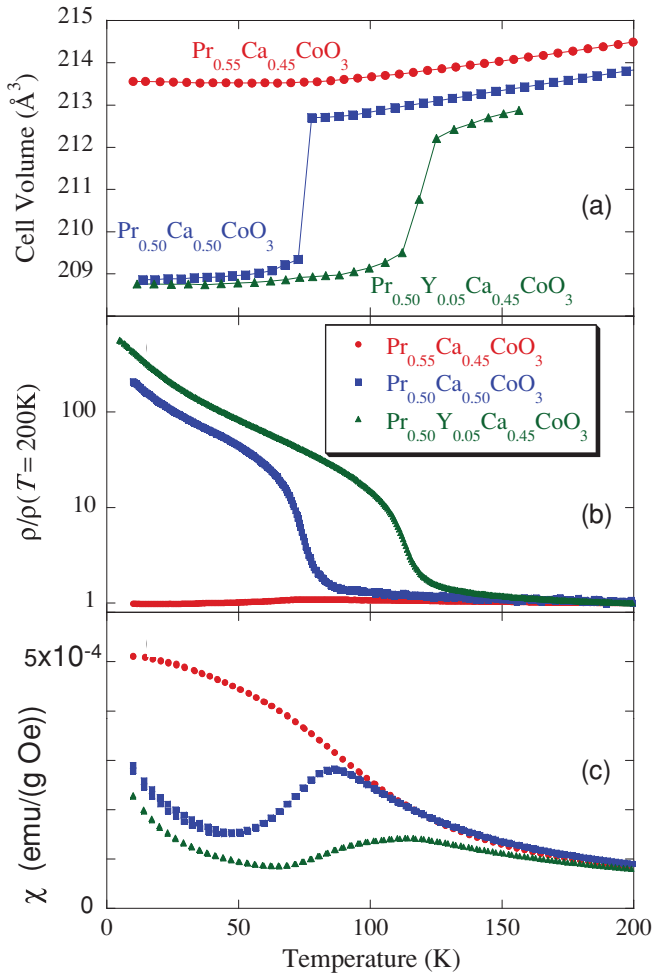 215
214
213
212
211
210
209
Cell Volume (Å³)
Pr₀.₅₅Ca₀.₄₅CoO₃
Pr₀.₅₀Ca₀.₅₀CoO₃
(a)
Pr₀.₅₀Y₀.₀₅Ca₀.₄₅CoO₃
100
10
1
ρ/ρ(T = 200K)
Pr₀.₅₅Ca₀.₄₅CoO₃
Pr₀.₅₀Ca₀.₅₀CoO₃
Pr₀.₅₀Y₀.₀₅Ca₀.₄₅CoO₃
(b)
5x10⁻⁴
0
χ (emu/(g Oe))
(c)
0 50 100 150 200
Temperature (K)